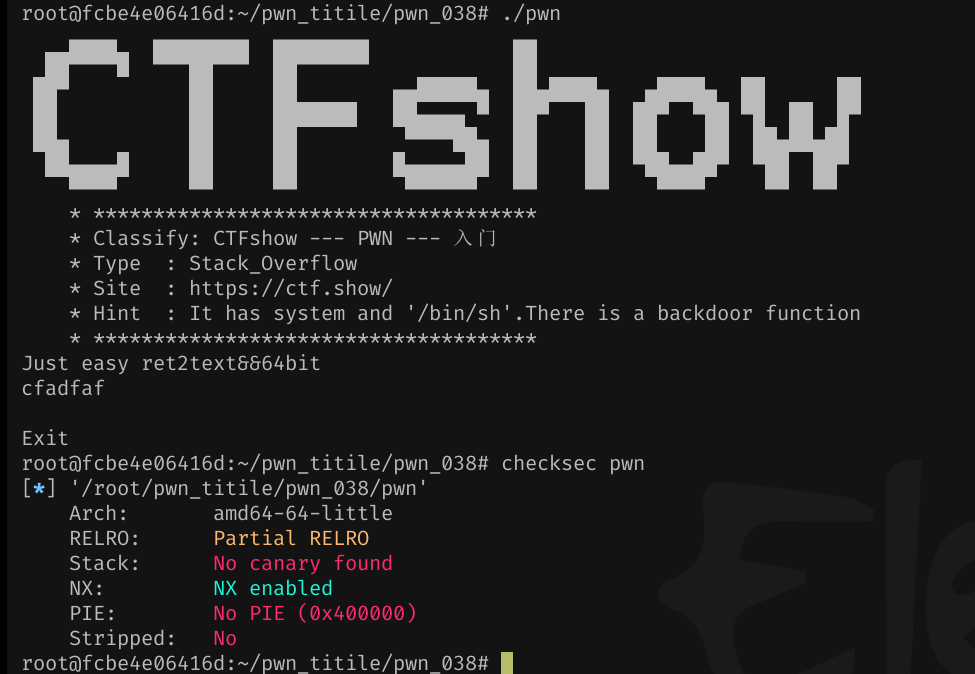 root@fcbe4e06416d:~/pwn_titile/pwn_038# ./pwn
CTFshow
* *************************************
* Classify: CTFshow --- PWN --- 入门
* Type  : Stack_Overflow
* Site  : https://ctf.show/
* Hint  : It has system and '/bin/sh'.There is a backdoor function
* *************************************
Just easy ret2text&&64bit
cfadfaf

Exit
root@fcbe4e06416d:~/pwn_titile/pwn_038# checksec pwn
[*] '/root/pwn_titile/pwn_038/pwn'
Arch:       amd64-64-little
RELRO:      Partial RELRO
Stack:      No canary found
NX:         NX enabled
PIE:        No PIE (0x400000)
Stripped:   No
root@fcbe4e06416d:~/pwn_titile/pwn_038#